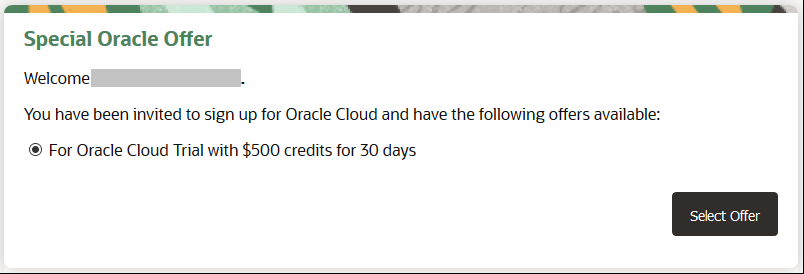 Special Oracle Offer
Welcome .
You have been invited to sign up for Oracle Cloud and have the following offers available:
For Oracle Cloud Trial with $500 credits for 30 days
Select Offer